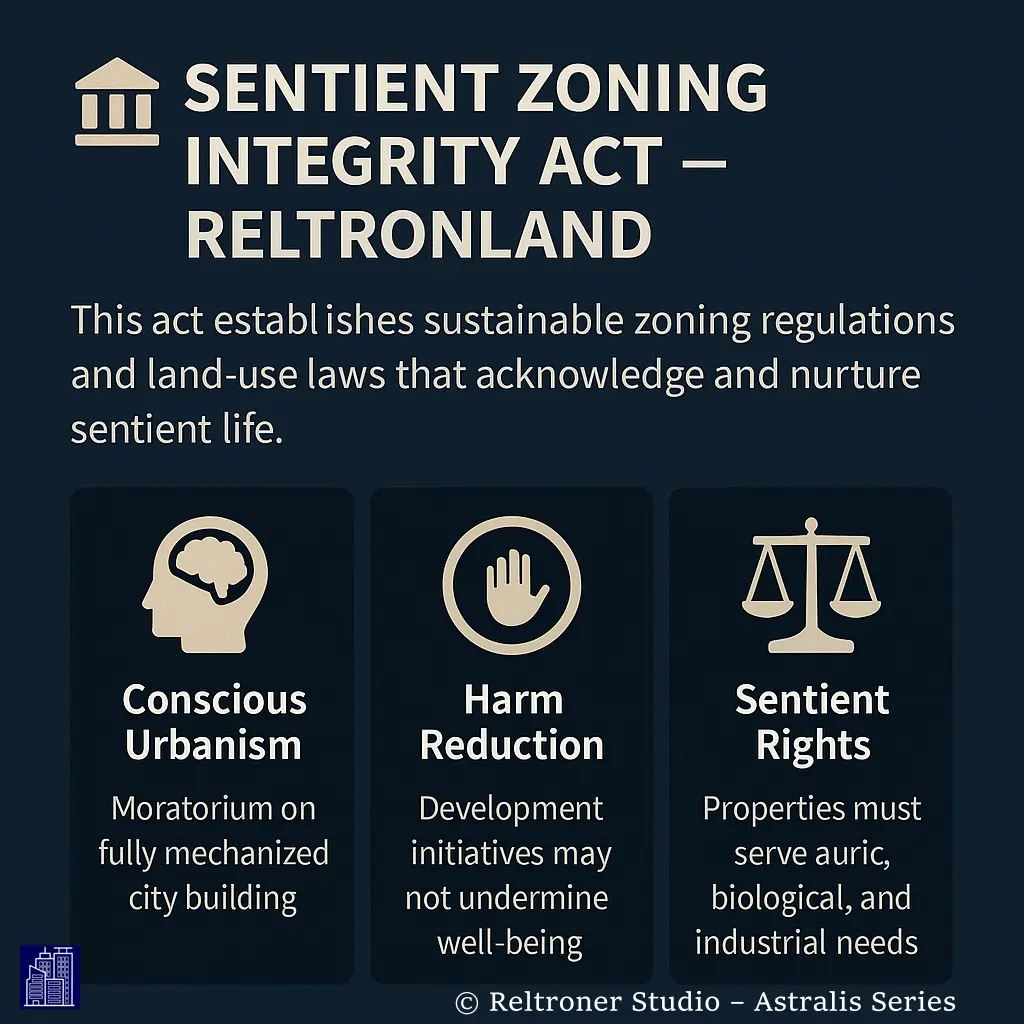 SENTIENT ZONING
INTEGRITY ACT —
RELTRONLAND
This act establishes sustainable zoning regulations
and land-use laws that acknowledge and nurture
sentient life.
Conscious
Urbanism
Moratorium on
fully mechanized
city building
Harm
Reduction
Development
initiatives may
not undermine
well-being
Sentient
Rights
Properties must
serve auric,
biological, and
industrial needs
© Reltroner Studio – Astralis Series